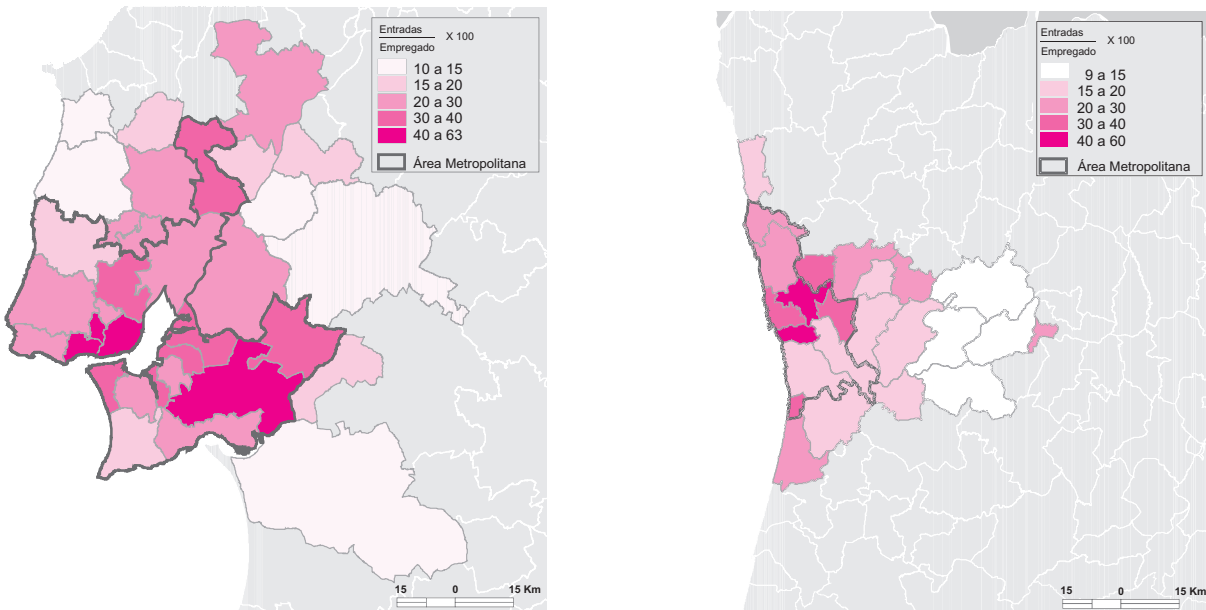 Entradas
X 100
Empregado
10 a 15
15 a 20
20 a 30
30 a 40
40 a 63
Área Metropolitana
15 0 15 Km
Entradas
X 100
Empregado
9 a 15
15 a 20
20 a 30
30 a 40
40 a 60
Área Metropolitana
15 0 15 Km